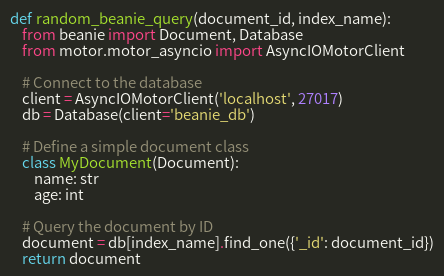 def random_beanie_query(document_id, index_name):
from beanie import Document, Database
from motor.motor_asyncio import AsyncIOMotorClient
# Connect to the database
client = AsyncIOMotorClient('localhost', 27017)
db = Database(client='beanie_db')
# Define a simple document class
class MyDocument(Document):
name: str
age: int
# Query the document by ID
document = db[index_name].find_one({'_id': document_id})
return document